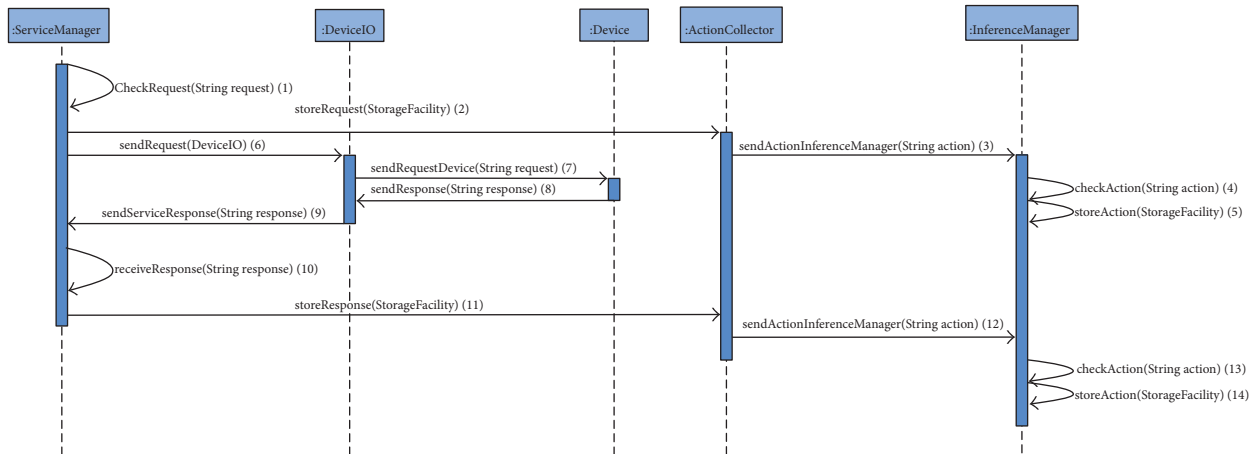 :ServiceManager
:DeviceIO
:Device
:ActionCollector
:InferenceManager
CheckRequest(String request) (1)
storeRequest(StorageFacility) (2)
sendRequest(DeviceIO) (6)
sendActionInferenceManager(String action) (3)
sendRequestDevice(String request) (7)
sendResponse(String response) (8)
checkAction(String action) (4)
storeAction(StorageFacility) (5)
sendServiceResponse(String response) (9)
receiveResponse(String response) (10)
storeResponse(StorageFacility) (11)
sendActionInferenceManager(String action) (12)
checkAction(String action) (13)
storeAction(StorageFacility) (14)